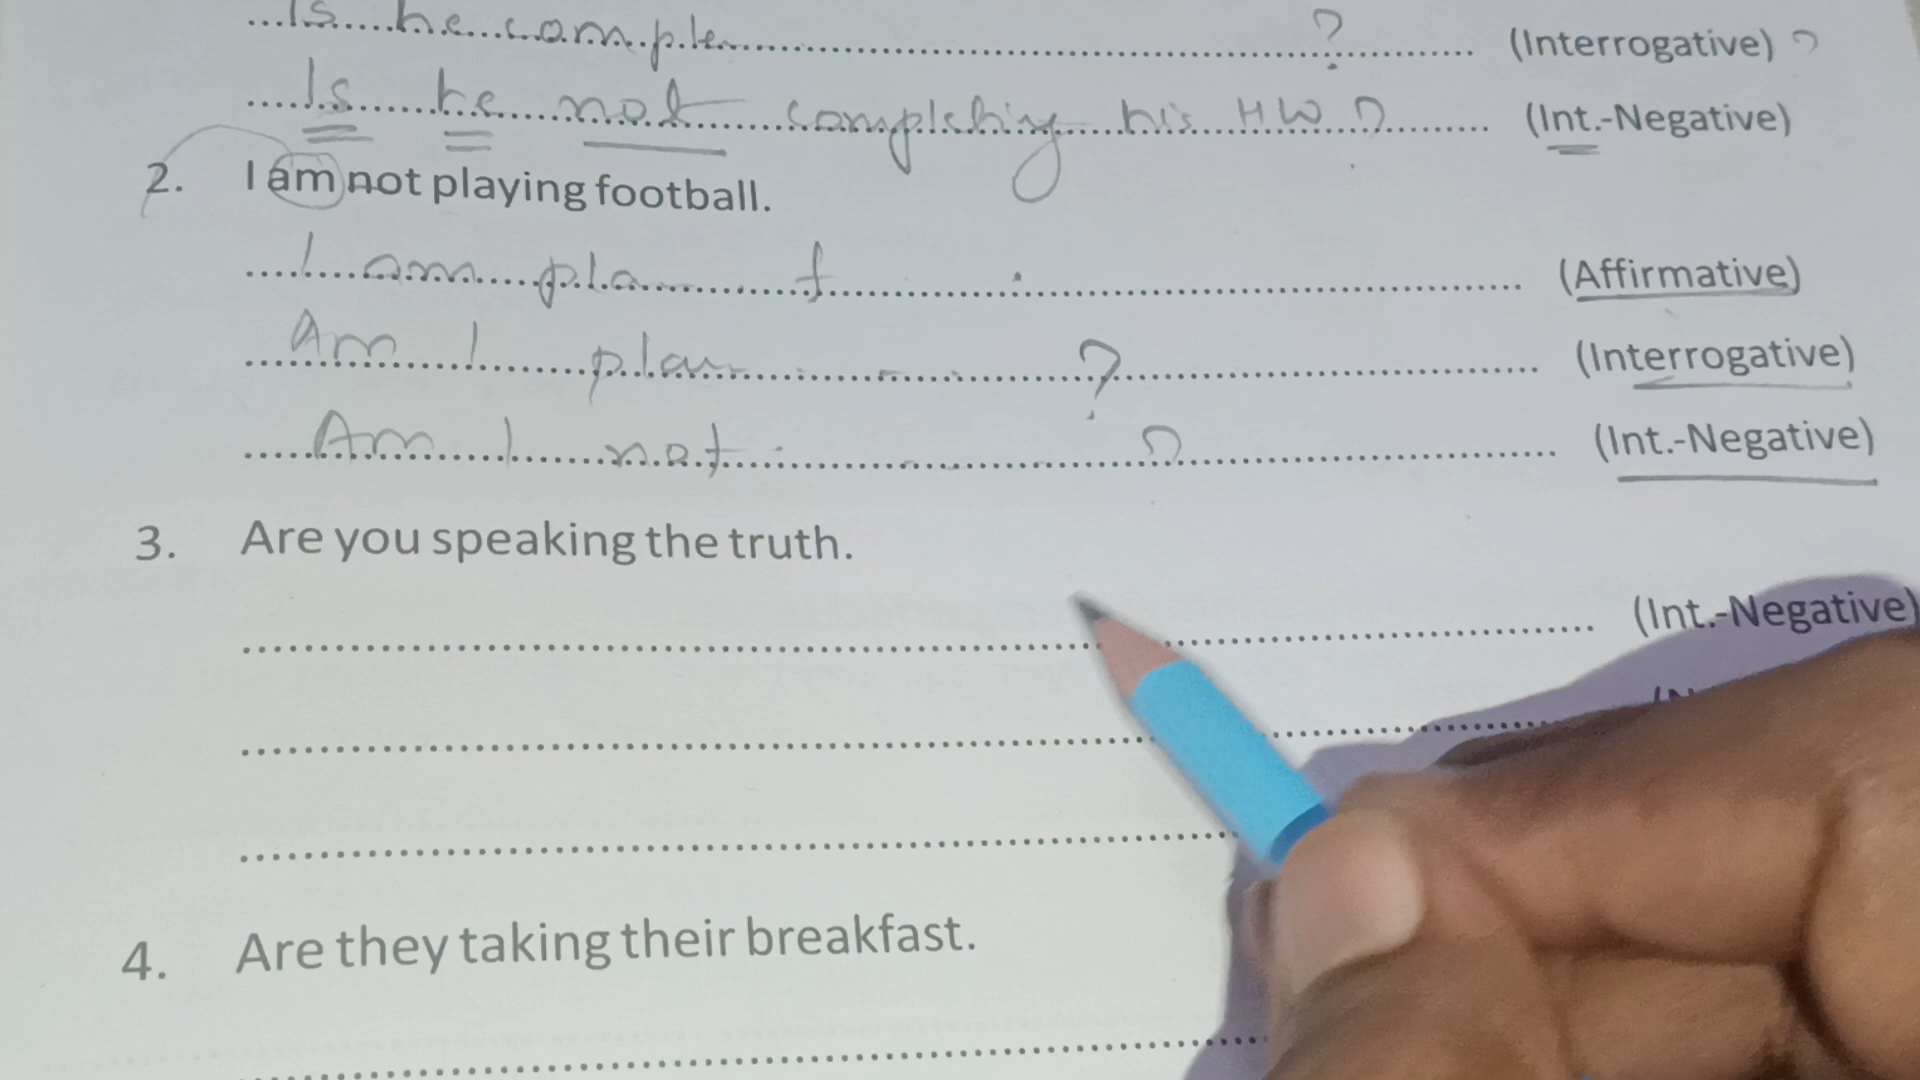 Is he comple ? (Interrogative) ?
Is he not completing his HW ? (Int.-Negative)
2. I am not playing football.
I am pla f . (Affirmative)
Am I pla ? (Interrogative)
Am I not ? (Int.-Negative)
3. Are you speaking the truth.
(Int.-Negative)
4. Are they taking their breakfast.